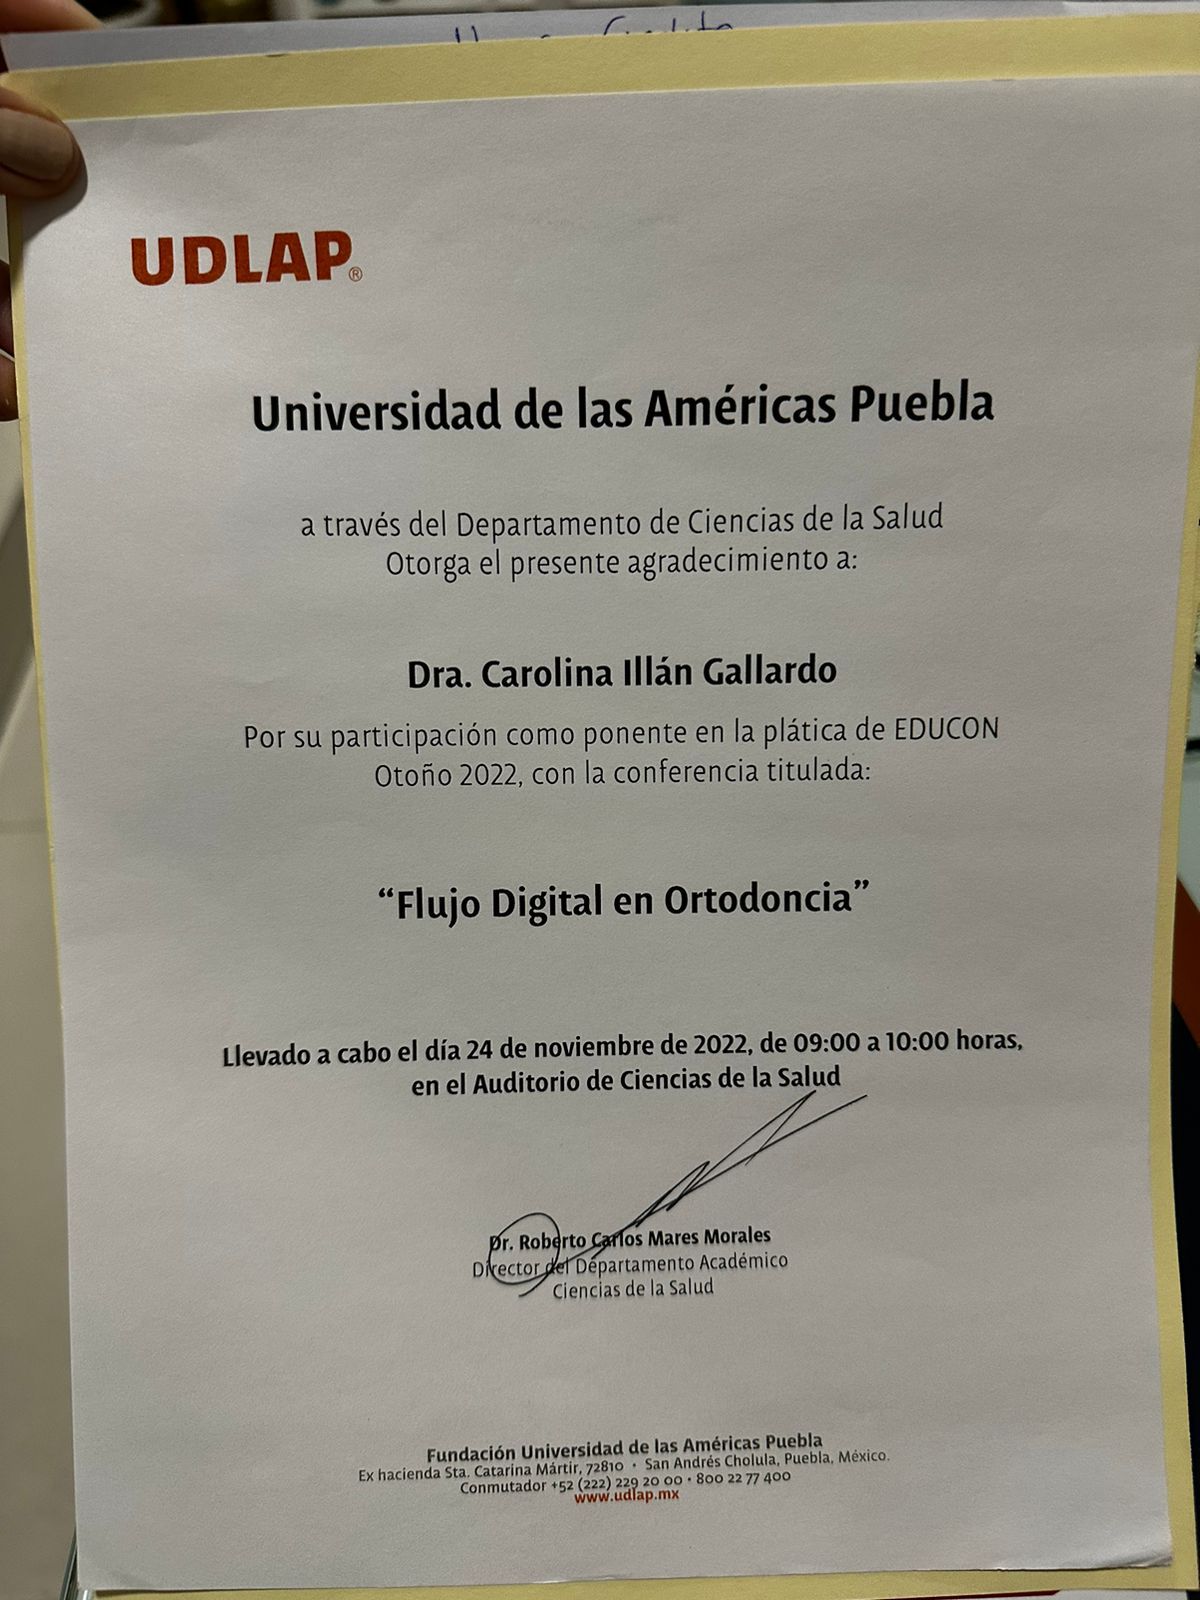 UDLAP®
Universidad de las Américas Puebla
a través del Departamento de Ciencias de la Salud
Otorga el presente agradecimiento a:
Dra. Carolina Illán Gallardo
Por su participación como ponente en la plática de EDUCON
Otoño 2022, con la conferencia titulada:
“Flujo Digital en Ortodoncia”
Llevado a cabo el día 24 de noviembre de 2022, de 09:00 a 10:00 horas,
en el Auditorio de Ciencias de la Salud
Dr. Roberto Carlos Mares Morales
Director del Departamento Académico
Ciencias de la Salud
Fundación Universidad de las Américas Puebla
Ex hacienda Sta. Catarina Mártir, 72810 • San Andrés Cholula, Puebla, México.
Conmutador +52 (222) 229 20 00 • 800 22 77 400
www.udlap.mx